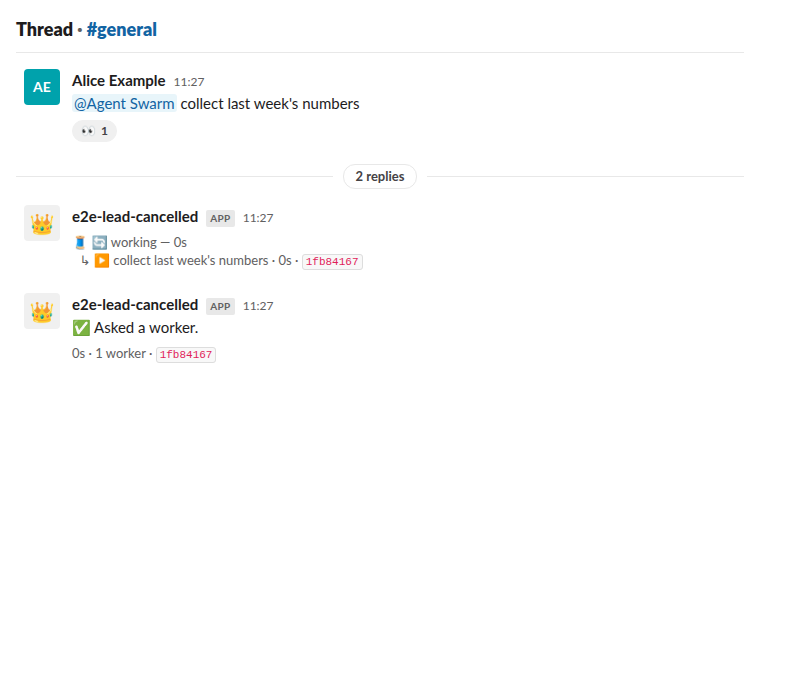 Thread • #general
AE
Alice Example 11:27
@Agent Swarm collect last week's numbers
👀 1
2 replies
e2e-lead-cancelled APP 11:27
🧵 🔄 working — 0s
↳ ▶️ collect last week's numbers · 0s · 1fb84167
e2e-lead-cancelled APP 11:27
✅ Asked a worker.
0s · 1 worker · 1fb84167